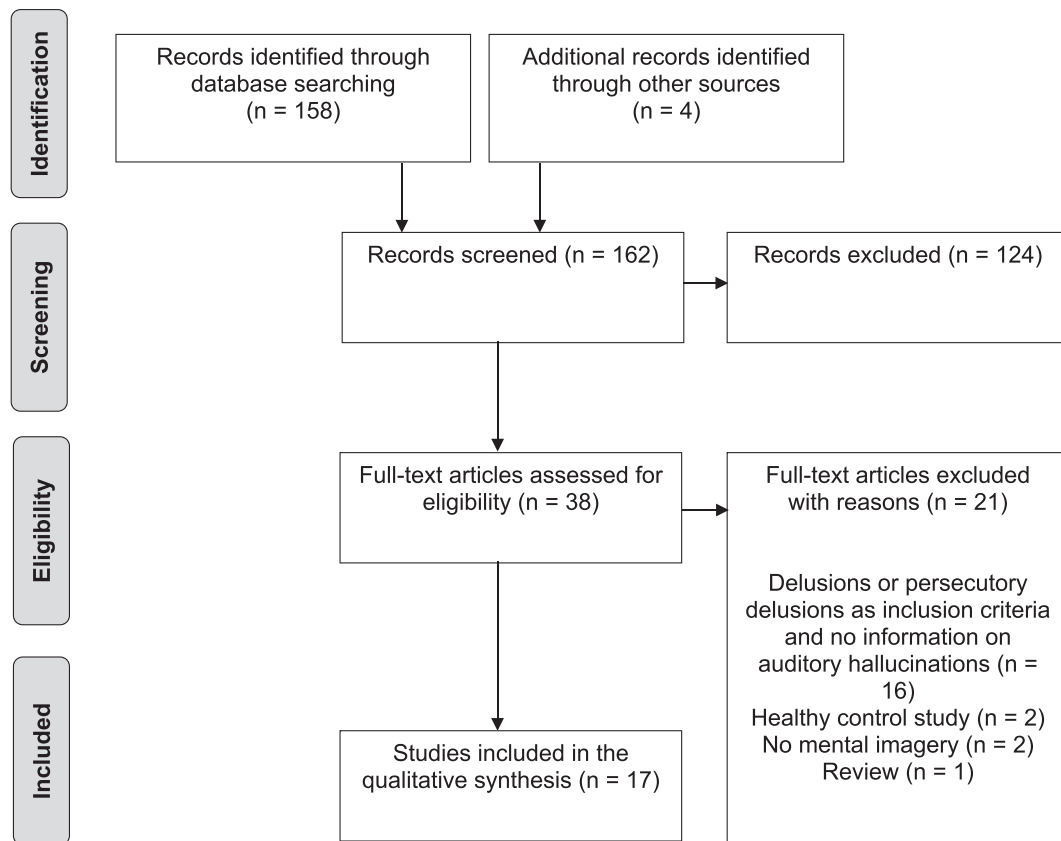 Identification
Records identified through
database searching
(n = 158)
Additional records identified
through other sources
(n = 4)
Screening
Records screened (n = 162)
Records excluded (n = 124)
Eligibility
Full-text articles assessed for
eligibility (n = 38)
Full-text articles excluded
with reasons (n = 21)
Delusions or persecutory
delusions as inclusion criteria
and no information on
auditory hallucinations (n =
16)
Healthy control study (n = 2)
No mental imagery (n = 2)
Review (n = 1)
Included
Studies included in the
qualitative synthesis (n = 17)